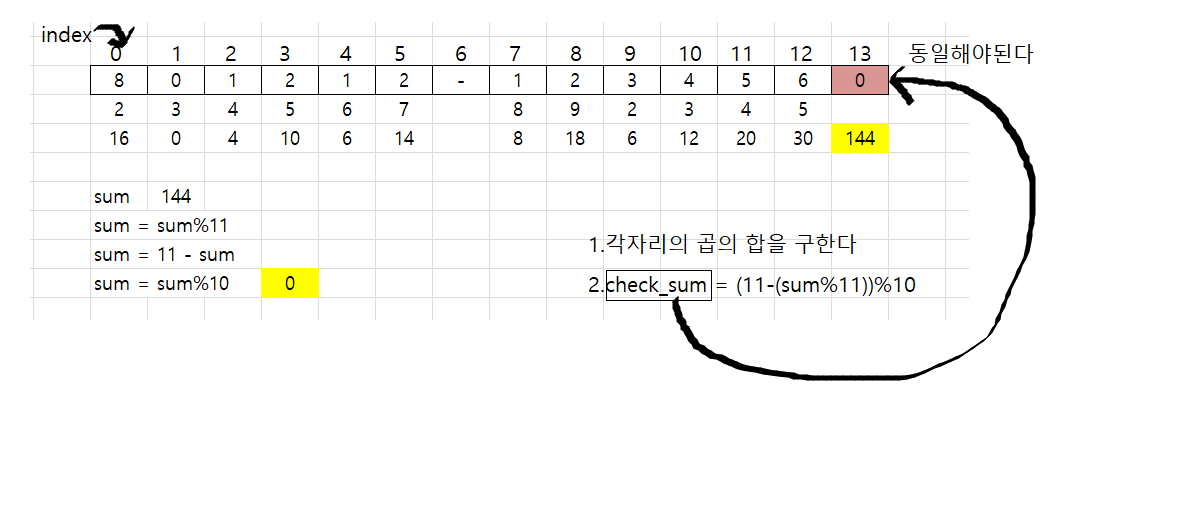 index
0 1 2 3 4 5 6 7 8 9 10 11 12 13 동일해야된다
8 0 1 2 1 2 - 1 2 3 4 5 6 0
2 3 4 5 6 7 8 9 2 3 4 5
16 0 4 10 6 14 8 18 6 12 20 30 144
sum 144
sum = sum%11
sum = 11 - sum
sum = sum%10 0
1.각자리의 곱의 합을 구한다
2.check_sum = (11-(sum%11))%10